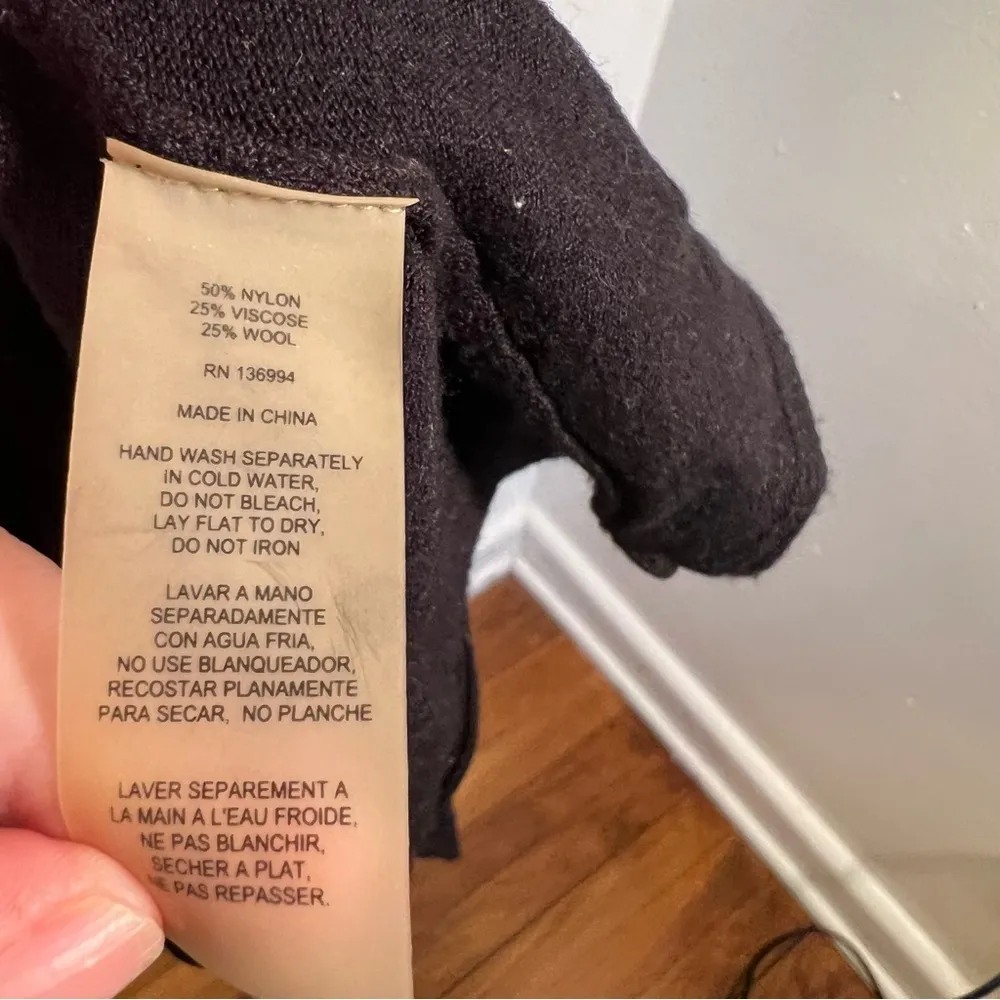 50% NYLON
25% VISCOSE
25% WOOL
RN 136994
MADE IN CHINA
HAND WASH SEPARATELY
IN COLD WATER,
DO NOT BLEACH,
LAY FLAT TO DRY,
DO NOT IRON
LAVAR A MANO
SEPARADAMENTE
CON AGUA FRIA,
NO USE BLANQUEADOR,
RECOSTAR PLANAMENTE
PARA SECAR, NO PLANCHE
LAVER SEPAREMENT A
LA MAIN A L'EAU FROIDE,
NE PAS BLANCHIR,
SECHER A PLAT,
NE PAS REPASSER.